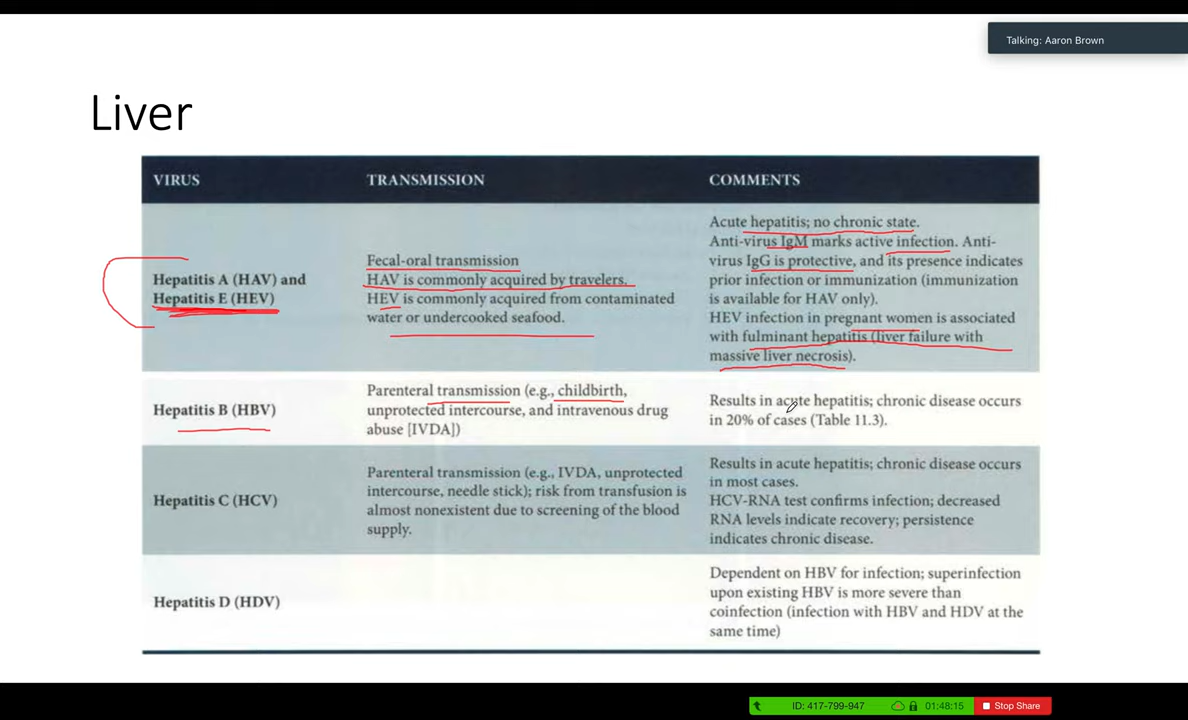 Talking: Aaron Brown
Liver
VIRUS
TRANSMISSION
COMMENTS
Hepatitis A (HAV) and
Hepatitis E (HEV)
Fecal-oral transmission
HAV is commonly acquired by travelers.
HEV is commonly acquired from contaminated
water or undercooked seafood.
Acute hepatitis; no chronic state.
Anti-virus IgM marks active infection. Anti-
virus IgG is protective, and its presence indicates
prior infection or immunization (immunization
is available for HAV only).
HEV infection in pregnant women is associated
with fulminant hepatitis (liver failure with
massive liver necrosis).
Hepatitis B (HBV)
Parenteral transmission (e.g., childbirth,
unprotected intercourse, and intravenous drug
abuse [IVDA])
Results in acute hepatitis; chronic disease occurs
in 20% of cases (Table 11.3).
Hepatitis C (HCV)
Parenteral transmission (e.g., IVDA, unprotected
intercourse, needle stick); risk from transfusion is
almost nonexistent due to screening of the blood
supply.
Results in acute hepatitis; chronic disease occurs
in most cases.
HCV-RNA test confirms infection; decreased
RNA levels indicate recovery; persistence
indicates chronic disease.
Hepatitis D (HDV)
Dependent on HBV for infection; superinfection
upon existing HBV is more severe than
coinfection (infection with HBV and HDV at the
same time)
ID: 417-799-947
01:48:15
Stop Share